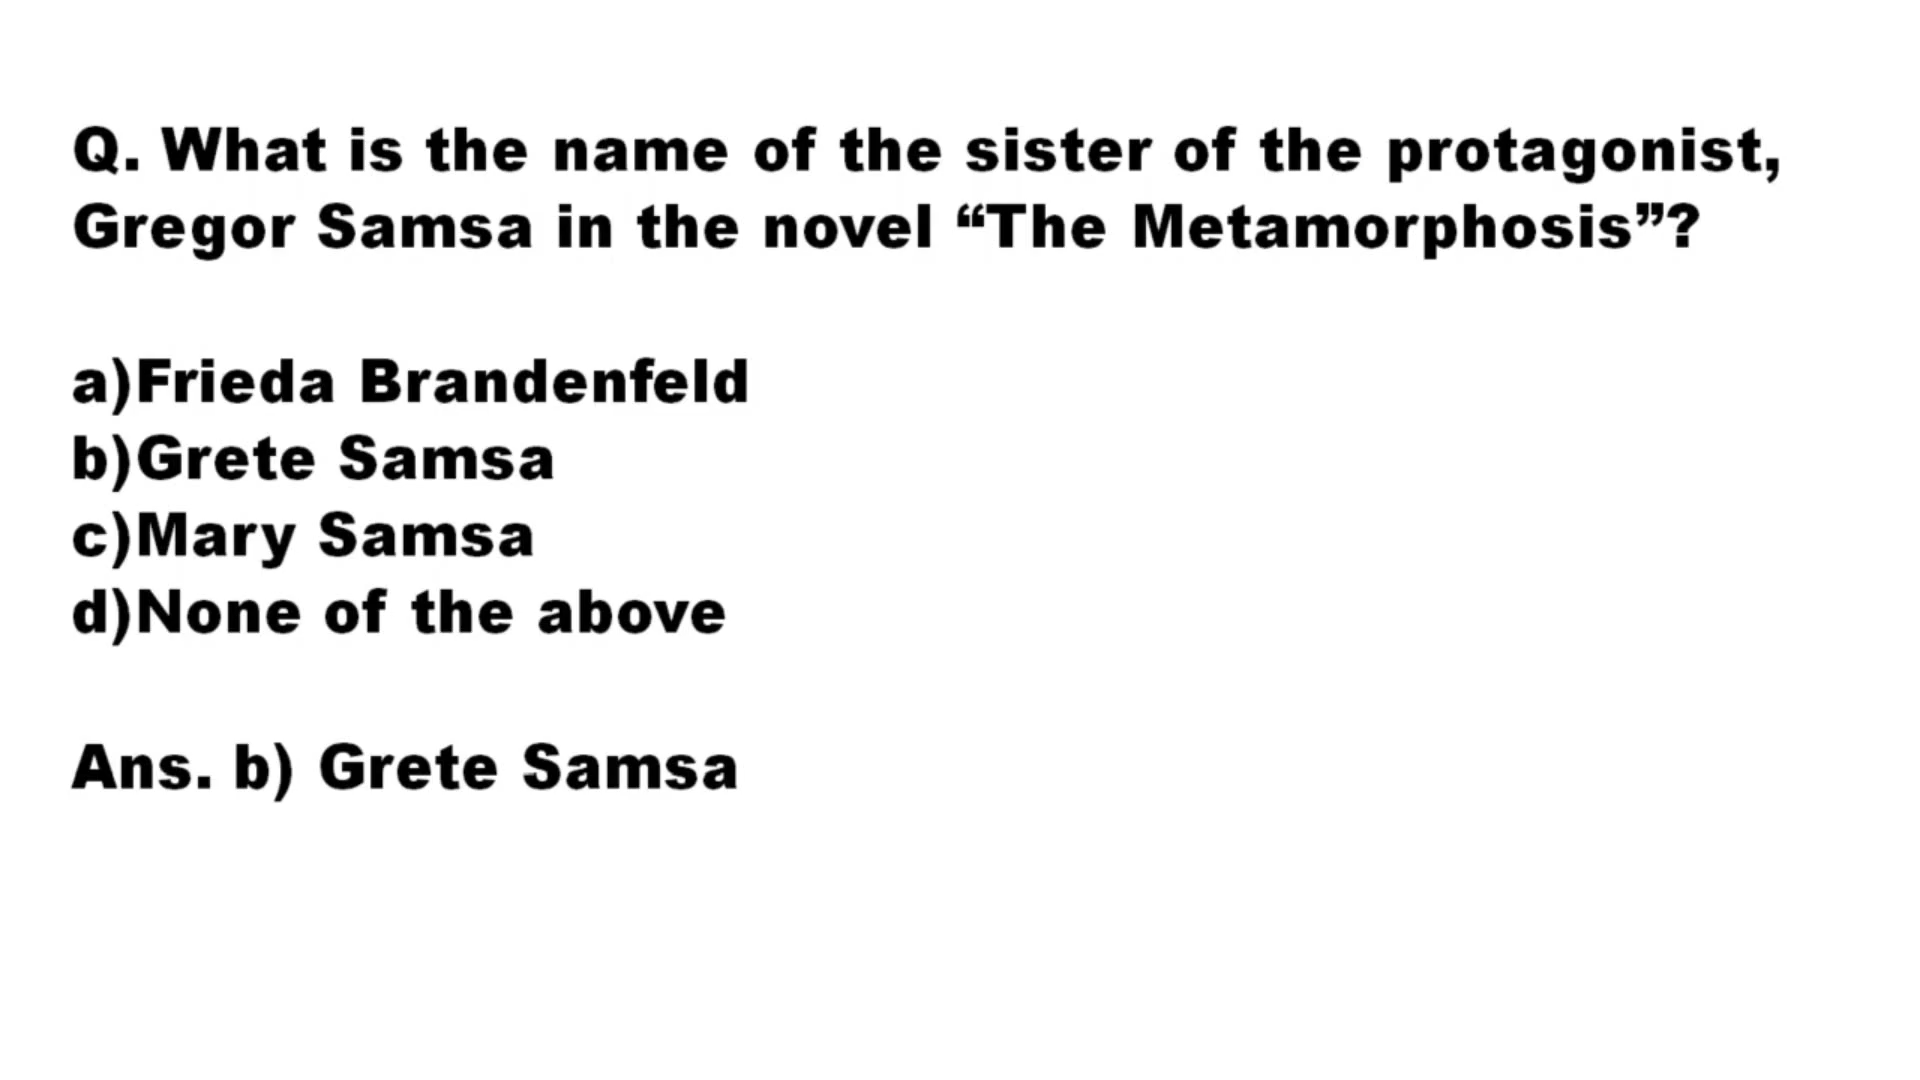 Q. What is the name of the sister of the protagonist,
Gregor Samsa in the novel “The Metamorphosis”?
a)Frieda Brandenfeld
b)Grete Samsa
c)Mary Samsa
d)None of the above
Ans. b) Grete Samsa